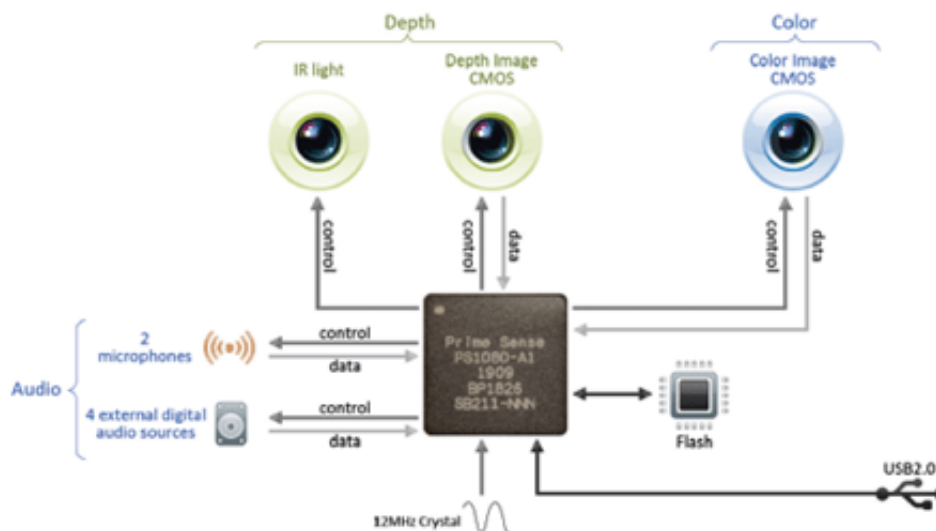 Depth
Color
IR light
Depth Image
CMOS
Color Image
CMOS
control
control
data
control
data
Prime Sense
PS1080-A1
1909
BP1826
SB211-NNN
2
microphones
control
data
Audio
4 external digital
audio sources
control
data
Flash
USB2.0
12MHz Crystal